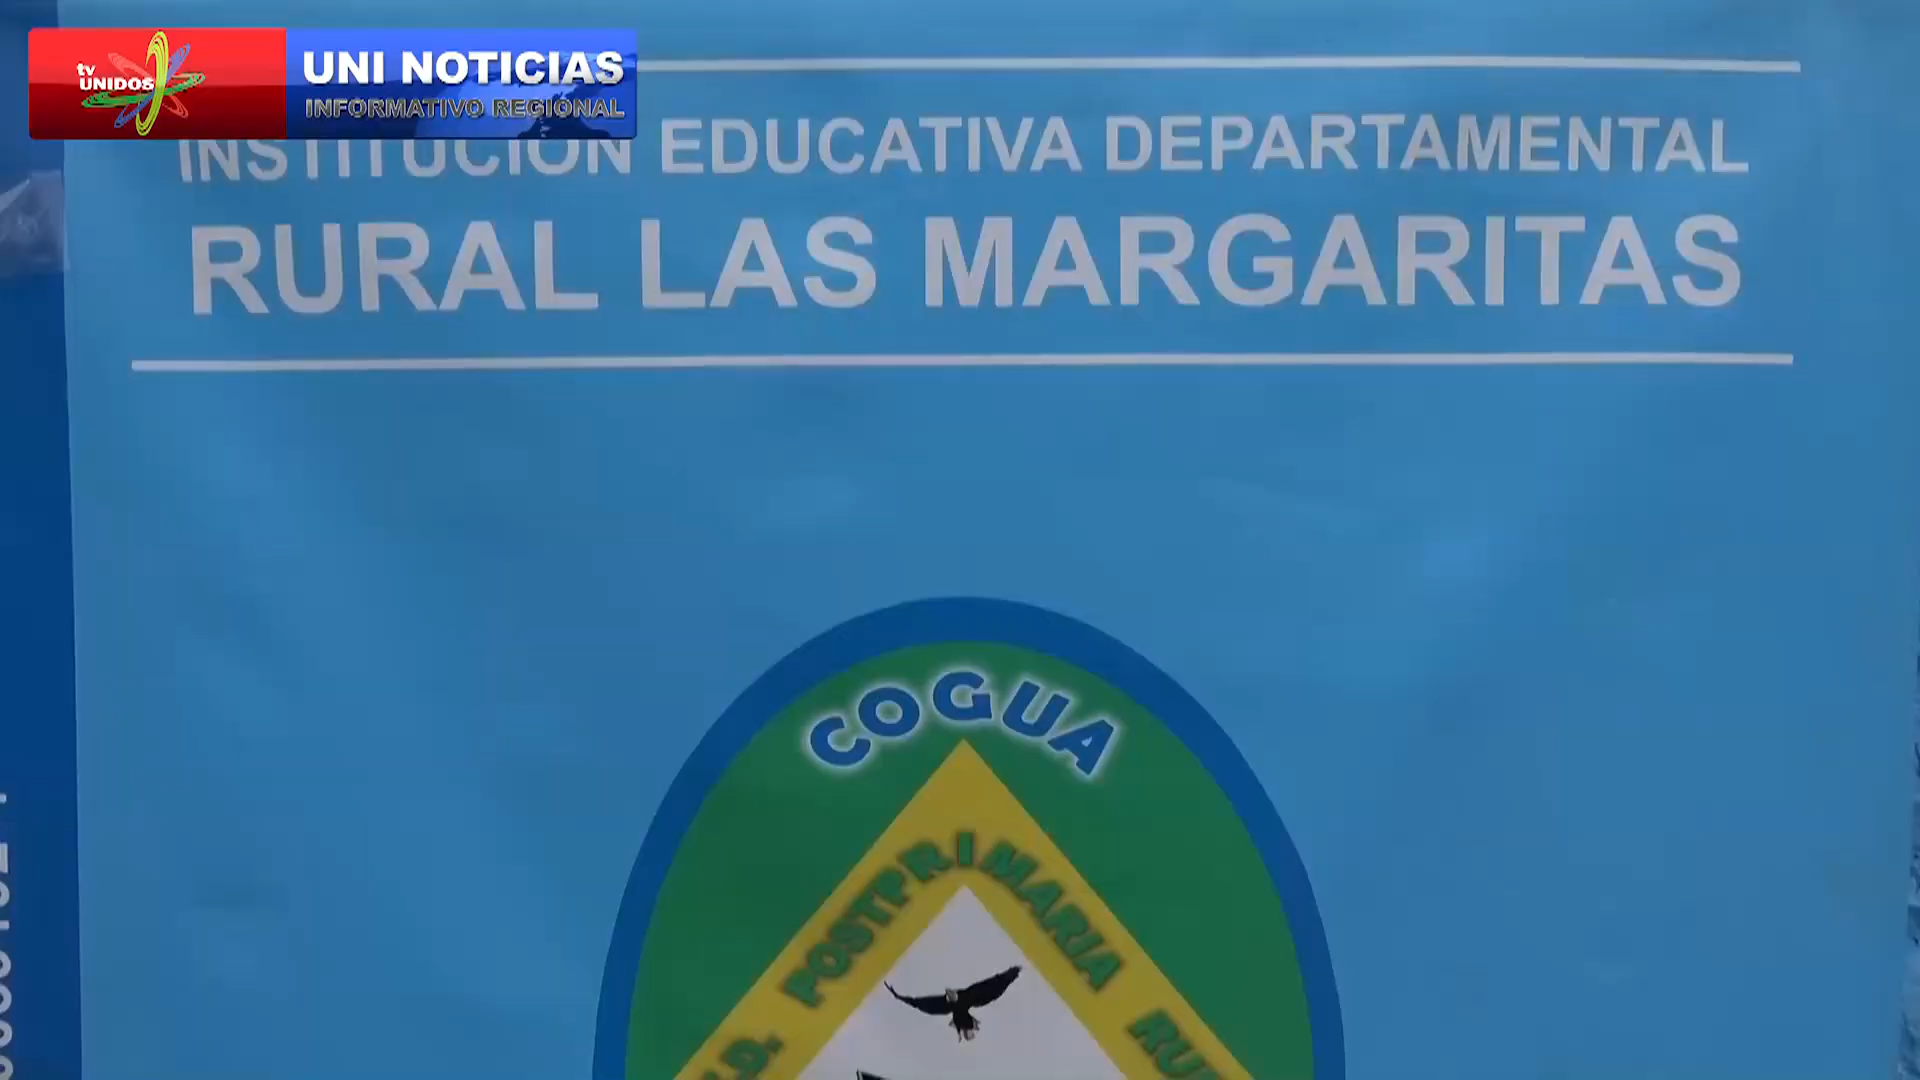 tv
UNIDOS
UNI NOTICIAS
INFORMATIVO REGIONAL
INSTITUCIÓN EDUCATIVA DEPARTAMENTAL
RURAL LAS MARGARITAS
COGUA
POSTPRIMARIA